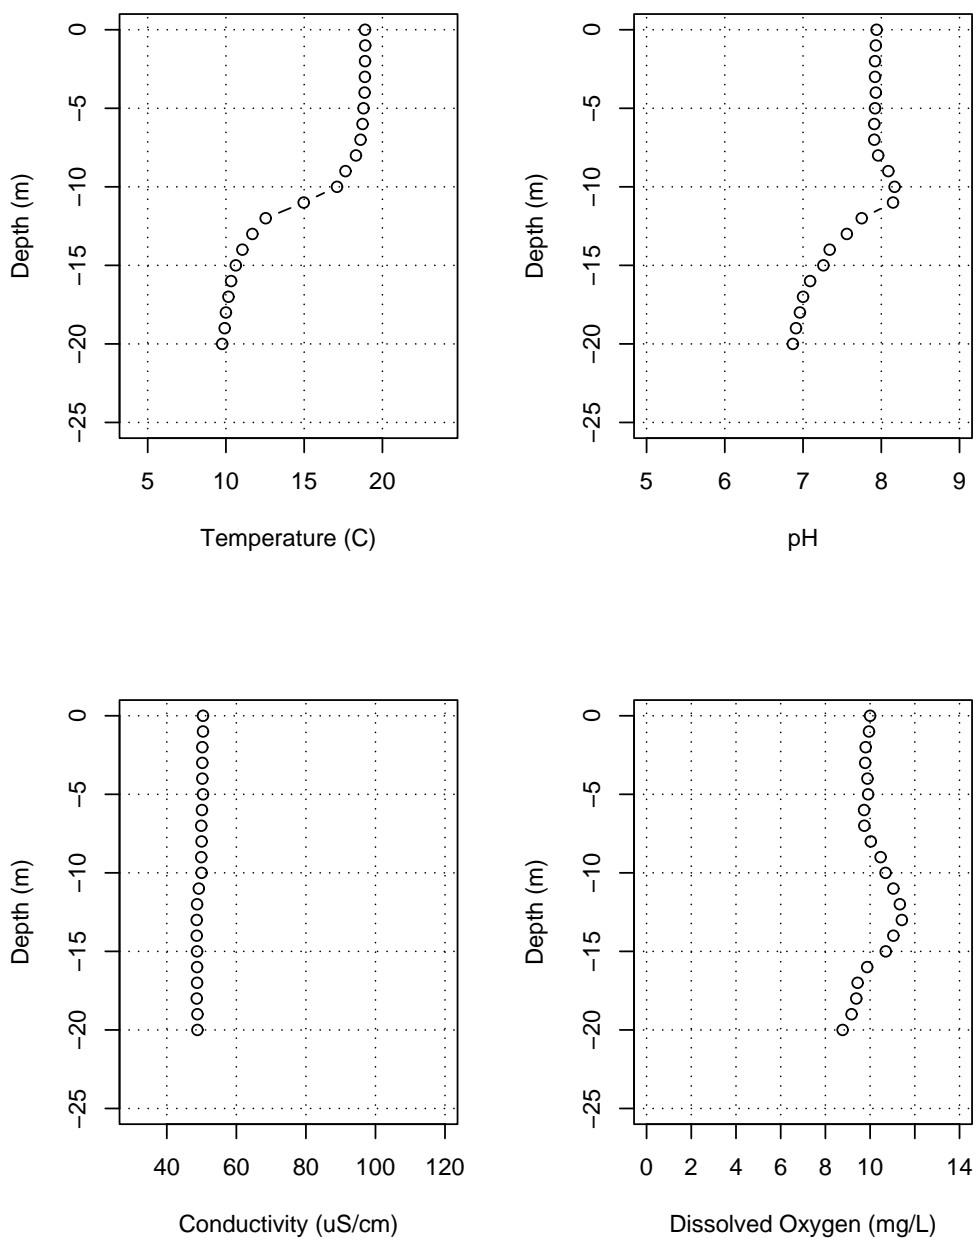 0
−5
−10
−15
−20
−25
Depth (m)
5 10 15 20
Temperature (C)
0
−5
−10
−15
−20
−25
Depth (m)
5 6 7 8 9
pH
0
−5
−10
−15
−20
−25
Depth (m)
40 60 80 100 120
Conductivity (uS/cm)
0
−5
−10
−15
−20
−25
Depth (m)
0 2 4 6 8 10 14
Dissolved Oxygen (mg/L)